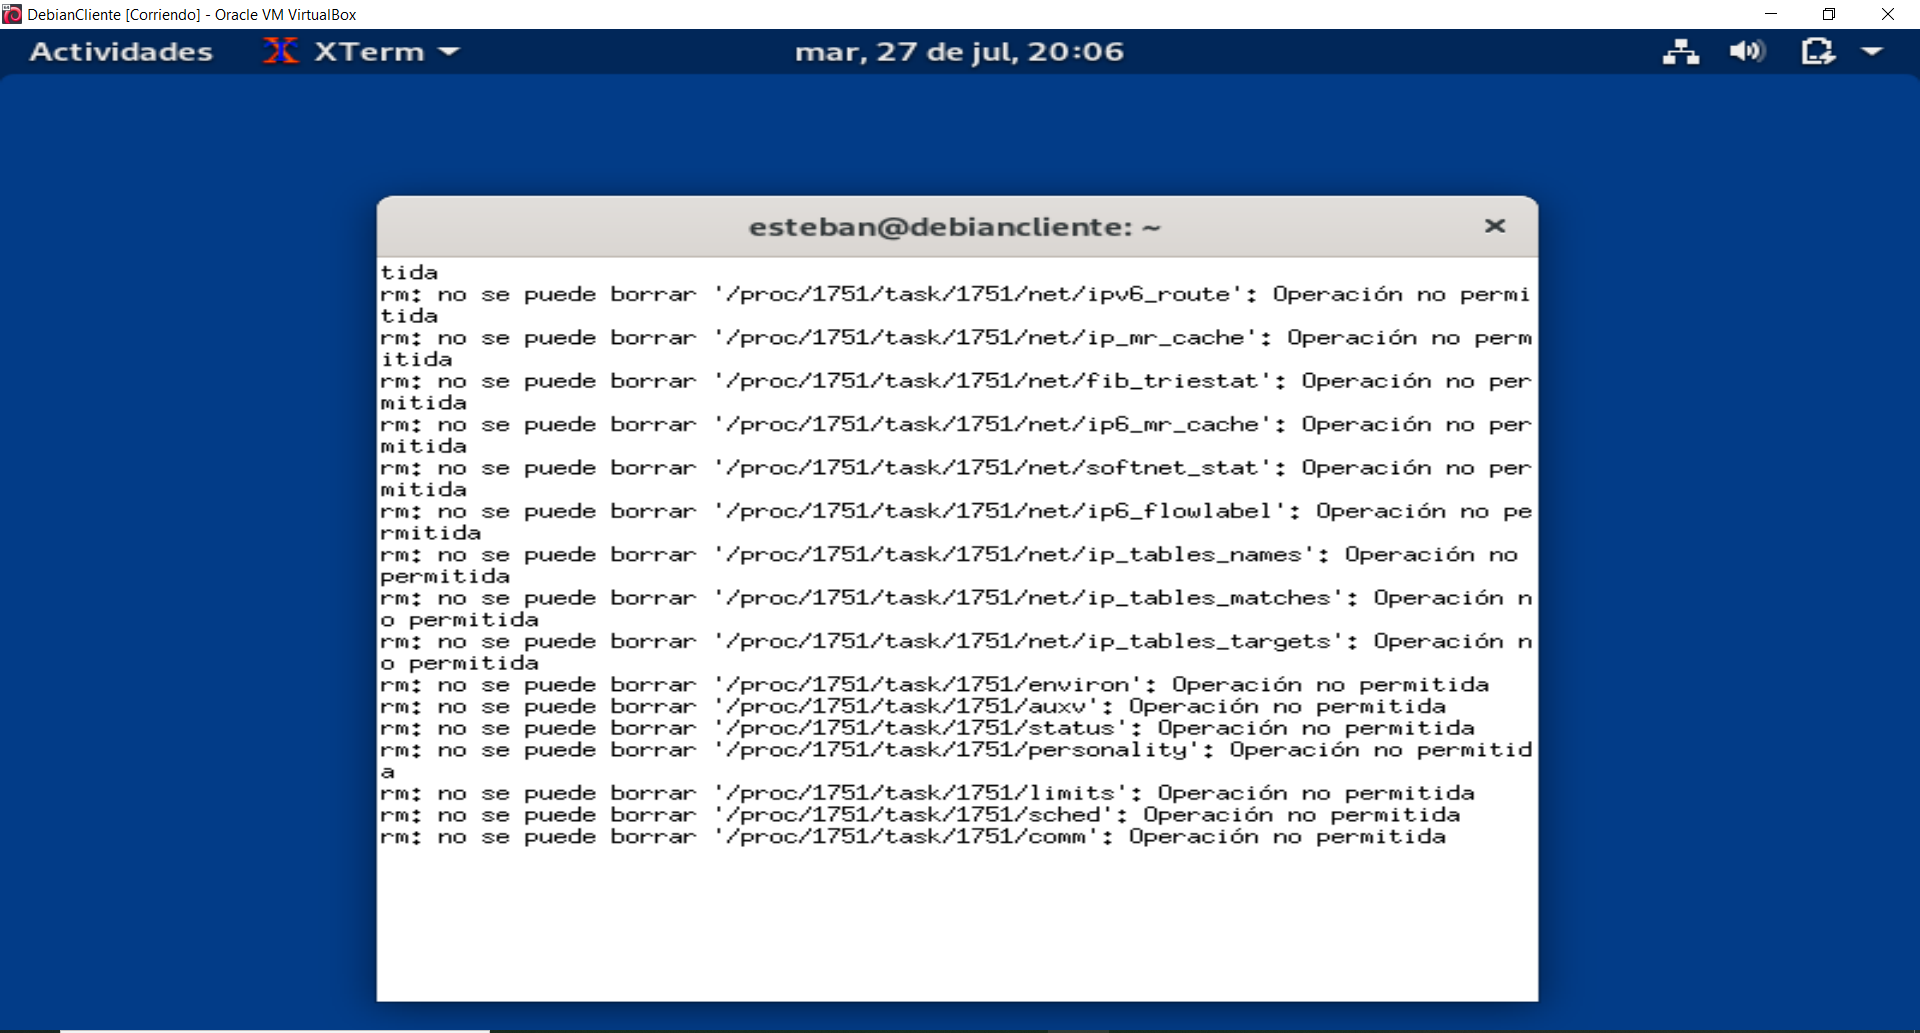 DebianCliente [Corriendo] - Oracle VM VirtualBox
Actividades XTerm mar, 27 de jul, 20:06
esteban@debiancliente: ~
tida
rm: no se puede borrar '/proc/1751/task/1751/net/ipv6_route': Operación no permi
tida
rm: no se puede borrar '/proc/1751/task/1751/net/ip_mr_cache': Operación no perm
itida
rm: no se puede borrar '/proc/1751/task/1751/net/fib_triestat': Operación no per
mitida
rm: no se puede borrar '/proc/1751/task/1751/net/ip6_mr_cache': Operación no per
mitida
rm: no se puede borrar '/proc/1751/task/1751/net/softnet_stat': Operación no per
mitida
rm: no se puede borrar '/proc/1751/task/1751/net/ip6_flowlabel': Operación no pe
rmitida
rm: no se puede borrar '/proc/1751/task/1751/net/ip_tables_names': Operación no
permitida
rm: no se puede borrar '/proc/1751/task/1751/net/ip_tables_matches': Operación n
o permitida
rm: no se puede borrar '/proc/1751/task/1751/net/ip_tables_targets': Operación n
o permitida
rm: no se puede borrar '/proc/1751/task/1751/environ': Operación no permitida
rm: no se puede borrar '/proc/1751/task/1751/auxv': Operación no permitida
rm: no se puede borrar '/proc/1751/task/1751/status': Operación no permitida
rm: no se puede borrar '/proc/1751/task/1751/personality': Operación no permitid
a
rm: no se puede borrar '/proc/1751/task/1751/limits': Operación no permitida
rm: no se puede borrar '/proc/1751/task/1751/sched': Operación no permitida
rm: no se puede borrar '/proc/1751/task/1751/comm': Operación no permitida